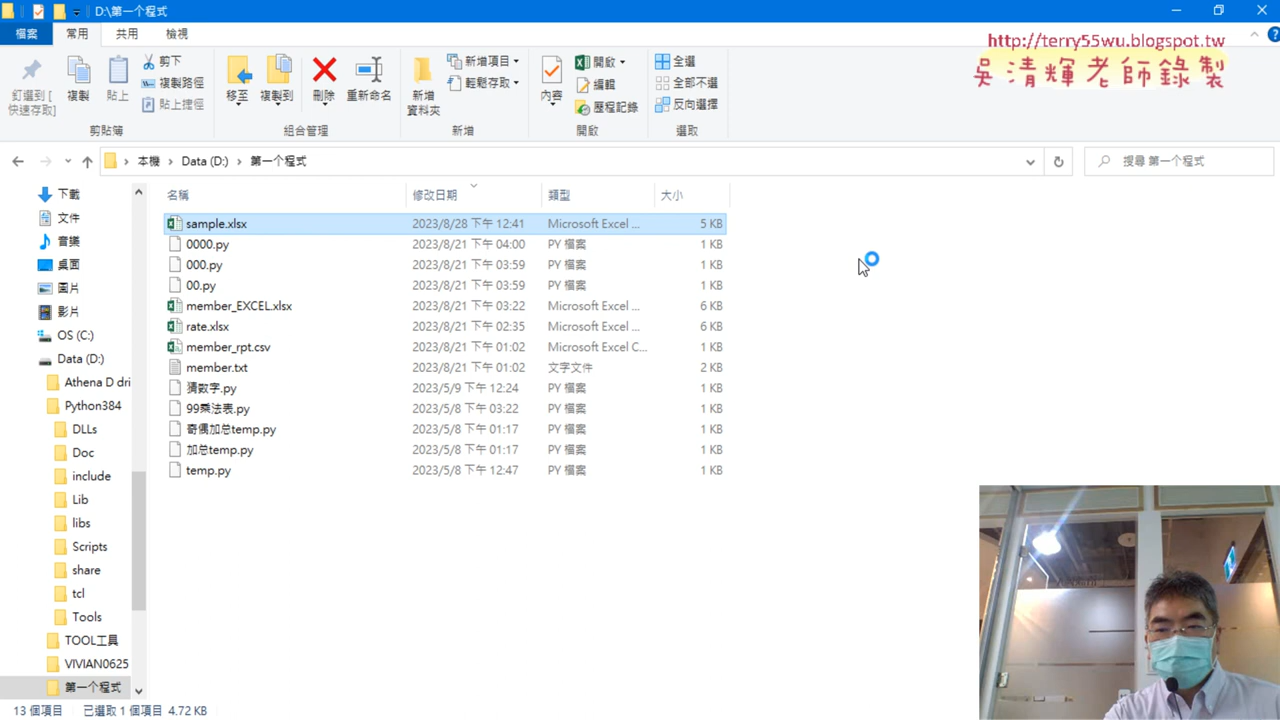 D:\第一个程式
檔案 常用 共用 檢視
http://terry55wu.blogspot.tw
吳清輝老師錄製
釘選到 [快速存取]
複製
貼上
剪下
複製路徑
貼上捷徑
移至
複製到
刪除
重新命名
新增資料夾
新增項目
輕鬆存取
內容
開啟
編輯
歷程記錄
全選
全部不選
反向選擇
剪貼簿 組合管理 新增 開啟 選取
本機 > Data (D:) > 第一个程式
搜尋 第一个程式
名稱 修改日期 類型 大小
sample.xlsx 2023/8/28 下午 12:41 Microsoft Excel ... 5 KB
0000.py 2023/8/21 下午 04:00 PY 檔案 1 KB
000.py 2023/8/21 下午 03:59 PY 檔案 1 KB
00.py 2023/8/21 下午 03:59 PY 檔案 1 KB
member_EXCEL.xlsx 2023/8/21 下午 03:22 Microsoft Excel ... 6 KB
rate.xlsx 2023/8/21 下午 02:35 Microsoft Excel ... 6 KB
member_rpt.csv 2023/8/21 下午 01:02 Microsoft Excel C... 1 KB
member.txt 2023/8/21 下午 01:02 文字文件 2 KB
猜数字.py 2023/5/9 下午 12:24 PY 檔案 1 KB
99乘法表.py 2023/5/8 下午 03:22 PY 檔案 1 KB
奇偶加总temp.py 2023/5/8 下午 01:17 PY 檔案 1 KB
加总temp.py 2023/5/8 下午 01:17 PY 檔案 1 KB
temp.py 2023/5/8 下午 12:47 PY 檔案 1 KB
下載
文件
音樂
桌面
圖片
影片
OS (C:)
Data (D:)
Athena D dri
Python384
DLLs
Doc
include
Lib
libs
Scripts
share
tcl
Tools
TOOL工具
VIVIAN0625
第一个程式
13 個項目 已選取 1 個項目 4.72 KB